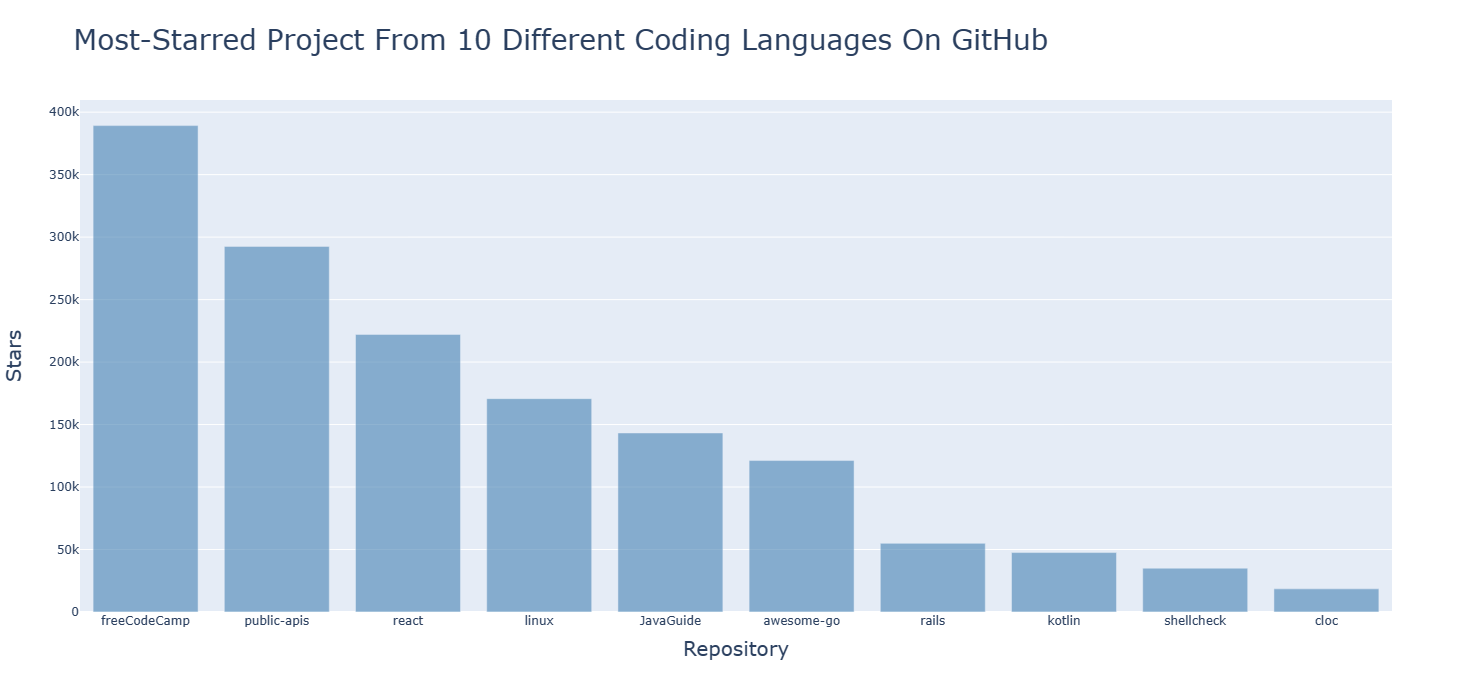 Most-Starred Project From 10 Different Coding Languages On GitHub
400k
350k
300k
250k
200k
150k
100k
50k
0
Stars
freeCodeCamp public-apis react linux JavaGuide awesome-go rails kotlin shellcheck cloc
Repository